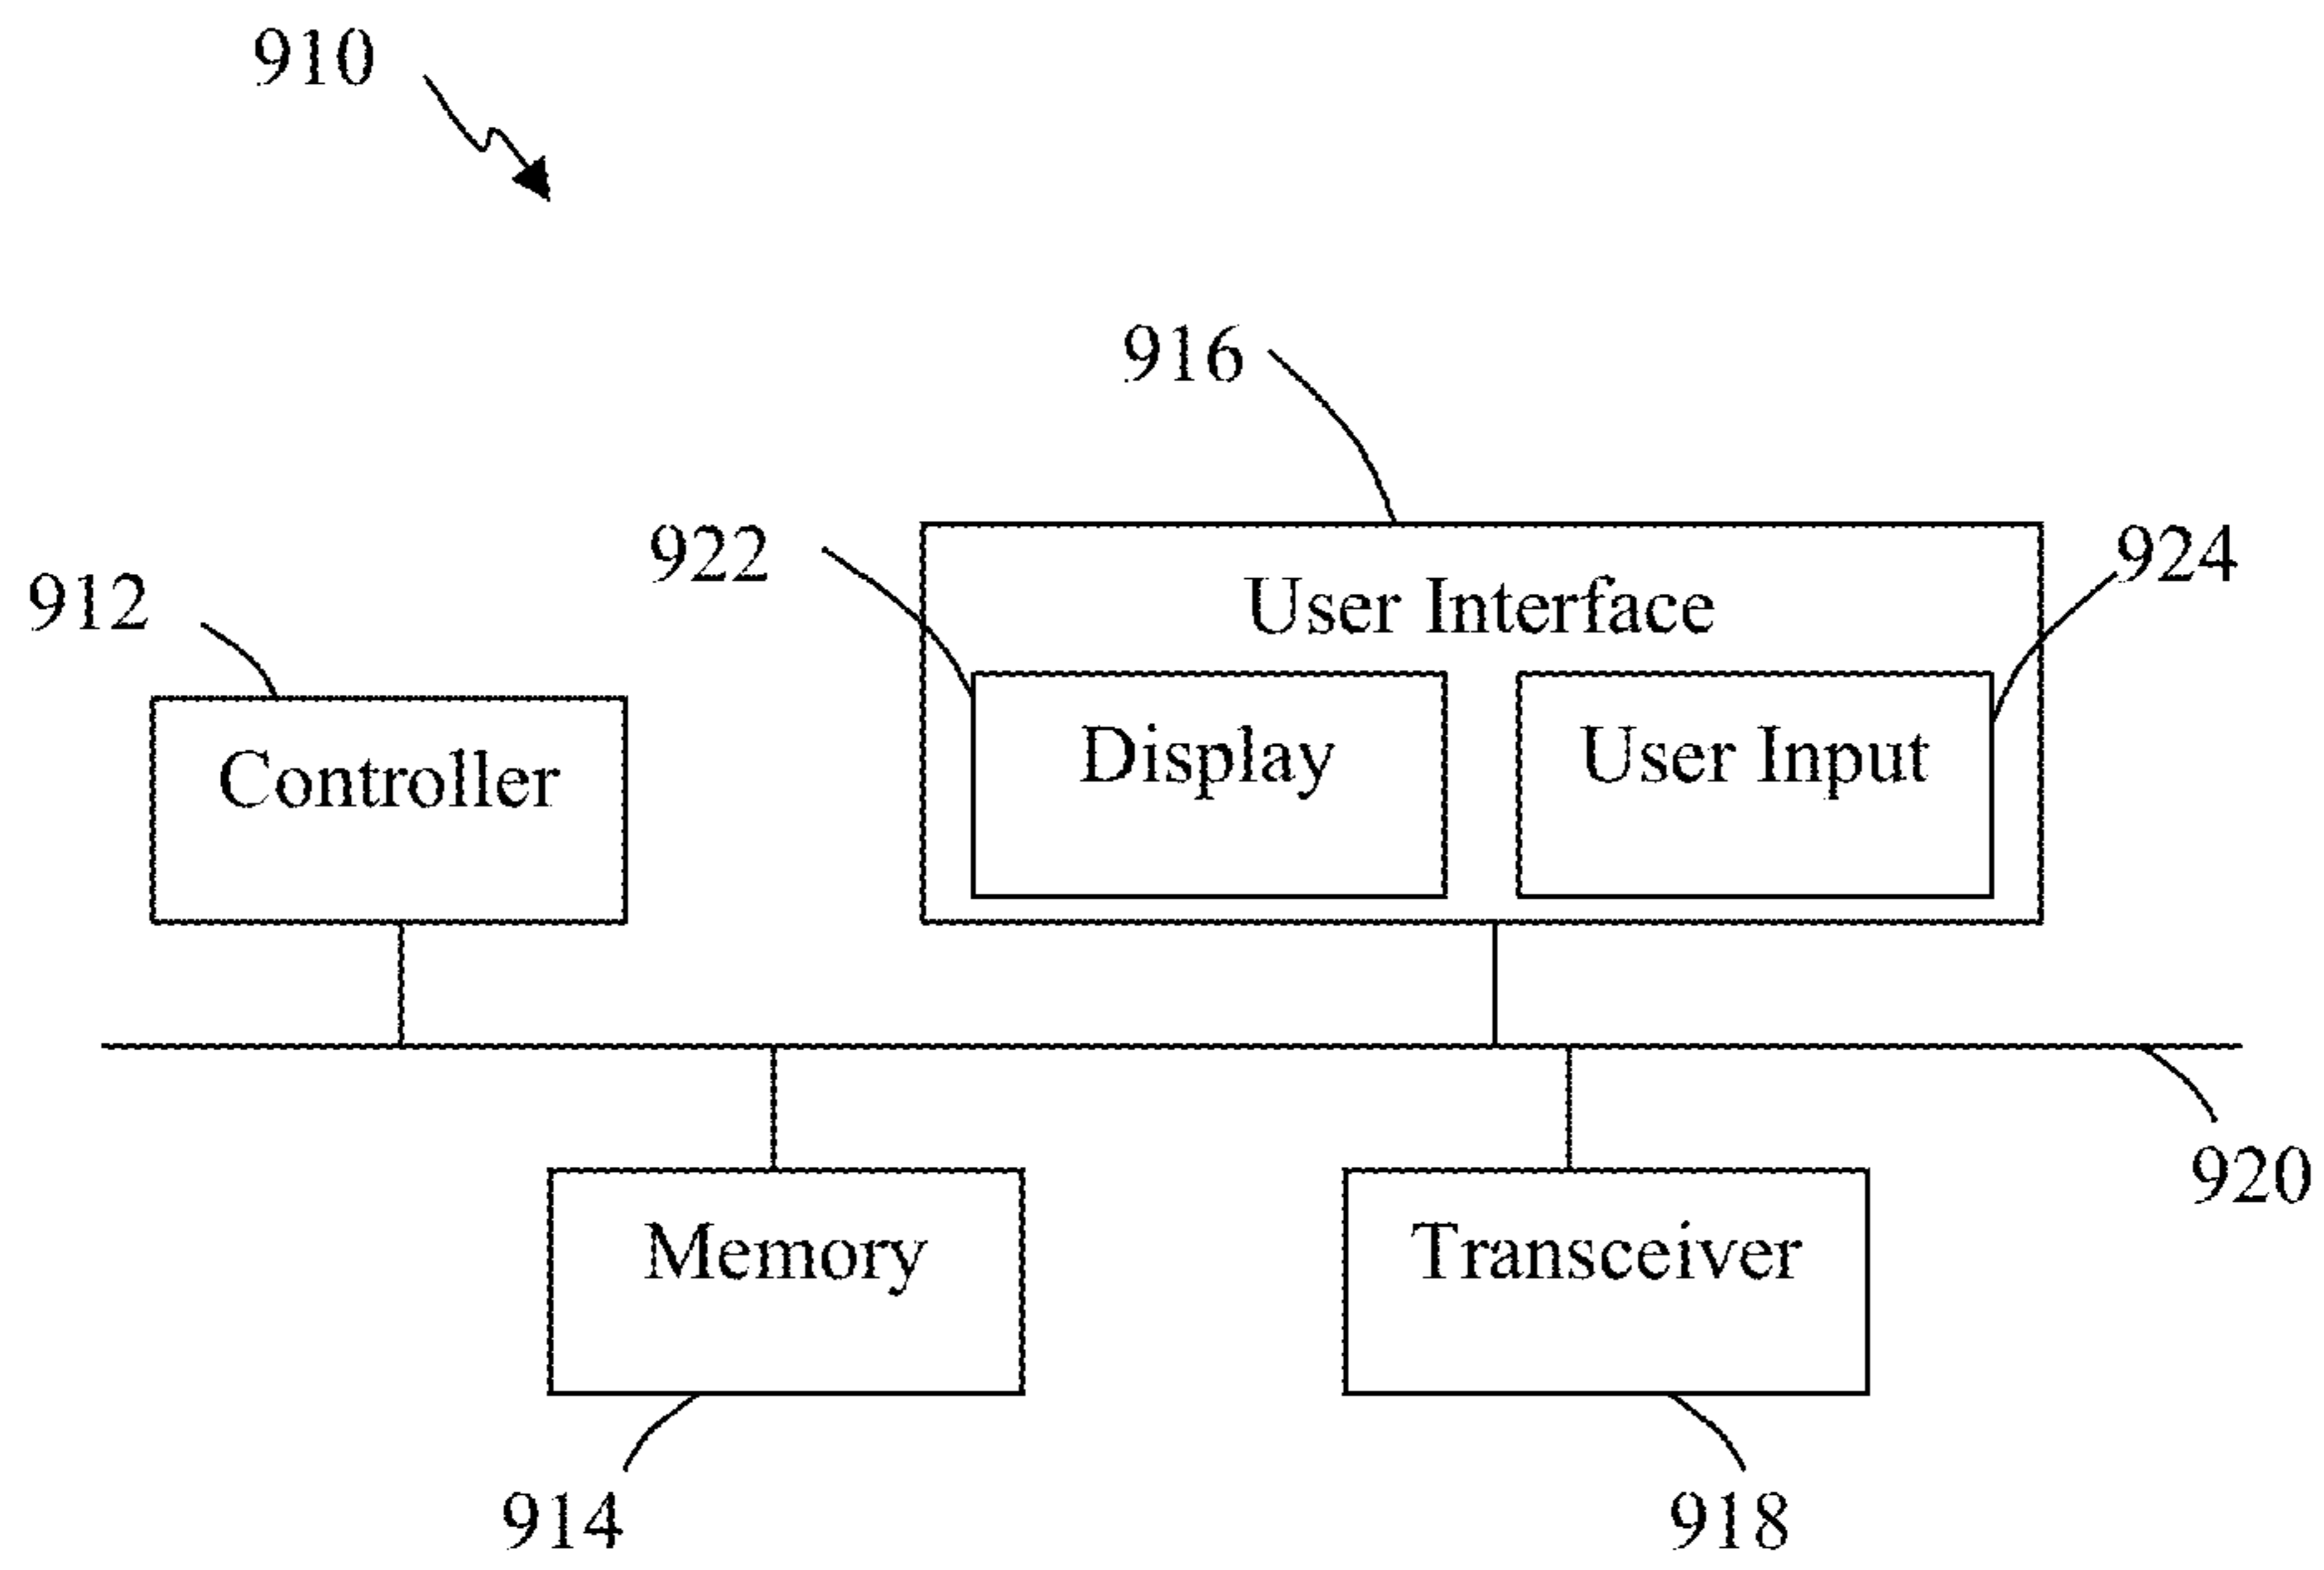 910
916
922
924
912
User Interface
Controller
Display
User Input
920
Memory
Transceiver
914
918